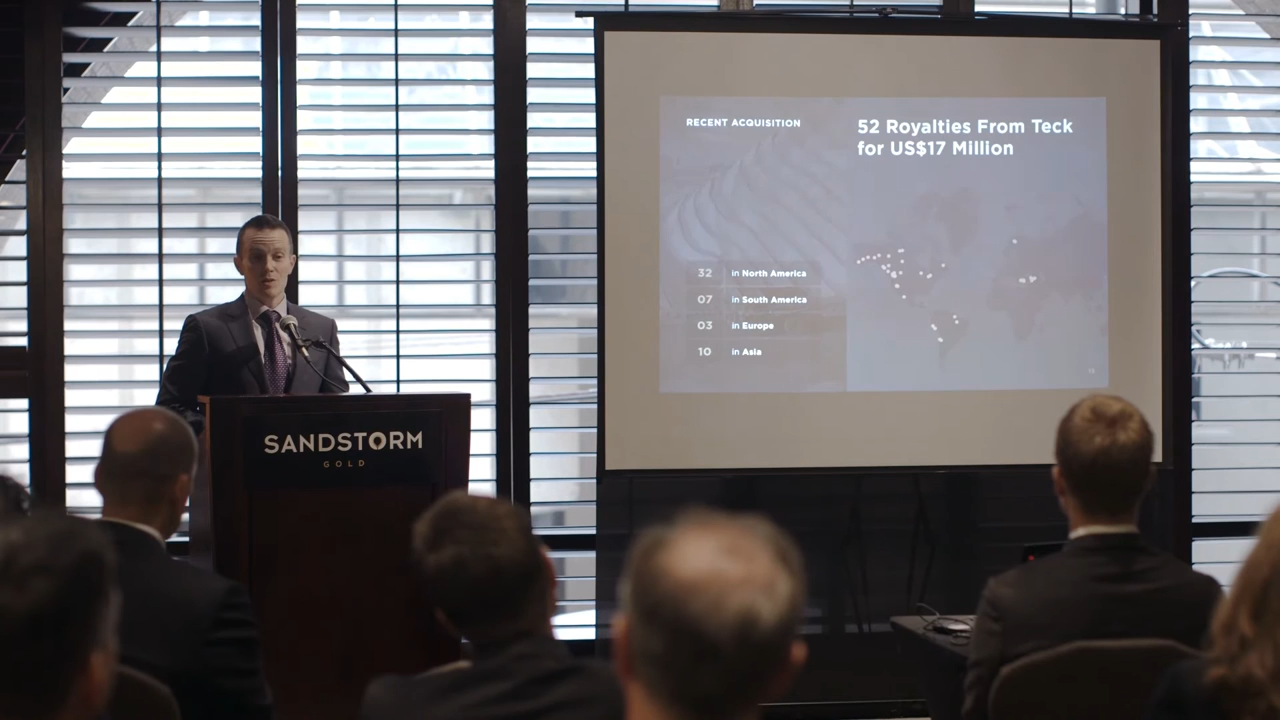 RECENT ACQUISITION
52 Royalties From Teck
for US$17 Million
32 in North America
07 in South America
03 in Europe
10 in Asia
SANDSTORM
GOLD